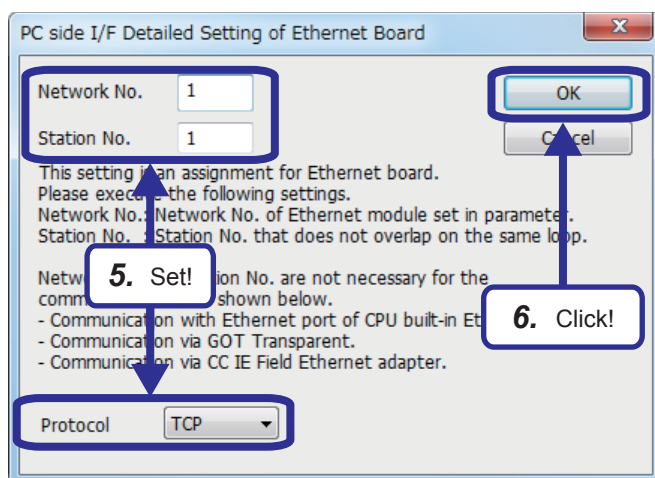 PC side I/F Detailed Setting of Ethernet Board
Network No. 1
OK
Station No. 1
This setting an assignment for Ethernet board.
Please the following settings.
Network No.: Network No. of Ethernet module set in parameter.
Station No. : Station No. that does not overlap on the same loop.
5. Set!
ion No. are not necessary for the
shown below.
- Communication with Ethernet port of CPU built-in
6. Click!
- Communication via GOT Transparent.
- Communication via CC IE Field Ethernet adapter.
Protocol TCP